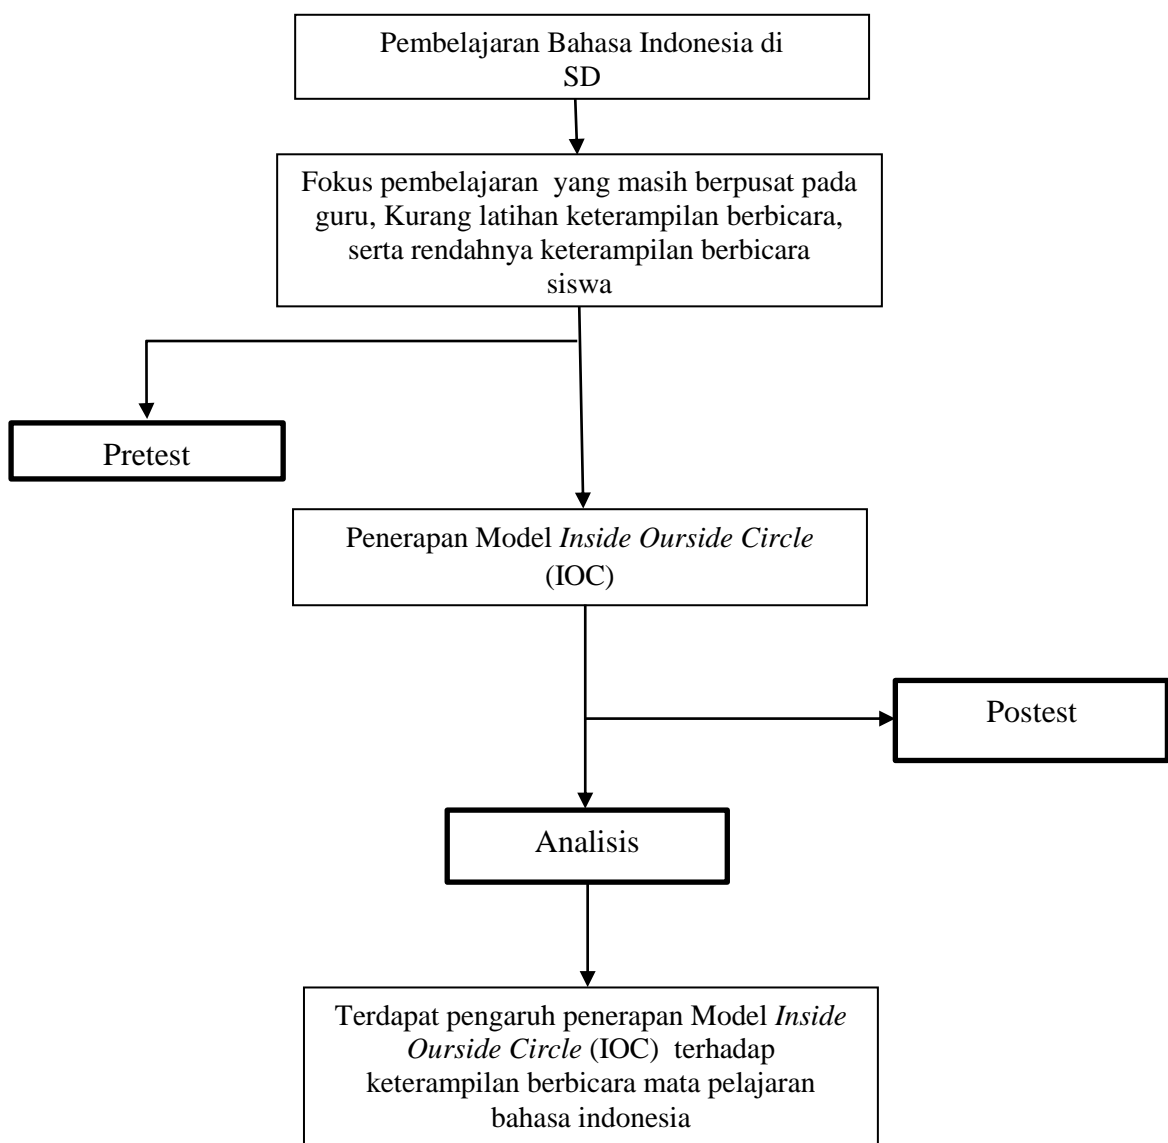 Pembelajaran Bahasa Indonesia di
SD
Fokus pembelajaran yang masih berpusat pada
guru, Kurang latihan keterampilan berbicara,
serta rendahnya keterampilan berbicara
siswa
Pretest
Penerapan Model Inside Ourside Circle
(IOC)
Postest
Analisis
Terdapat pengaruh penerapan Model Inside
Ourside Circle (IOC) terhadap
keterampilan berbicara mata pelajaran
bahasa indonesia